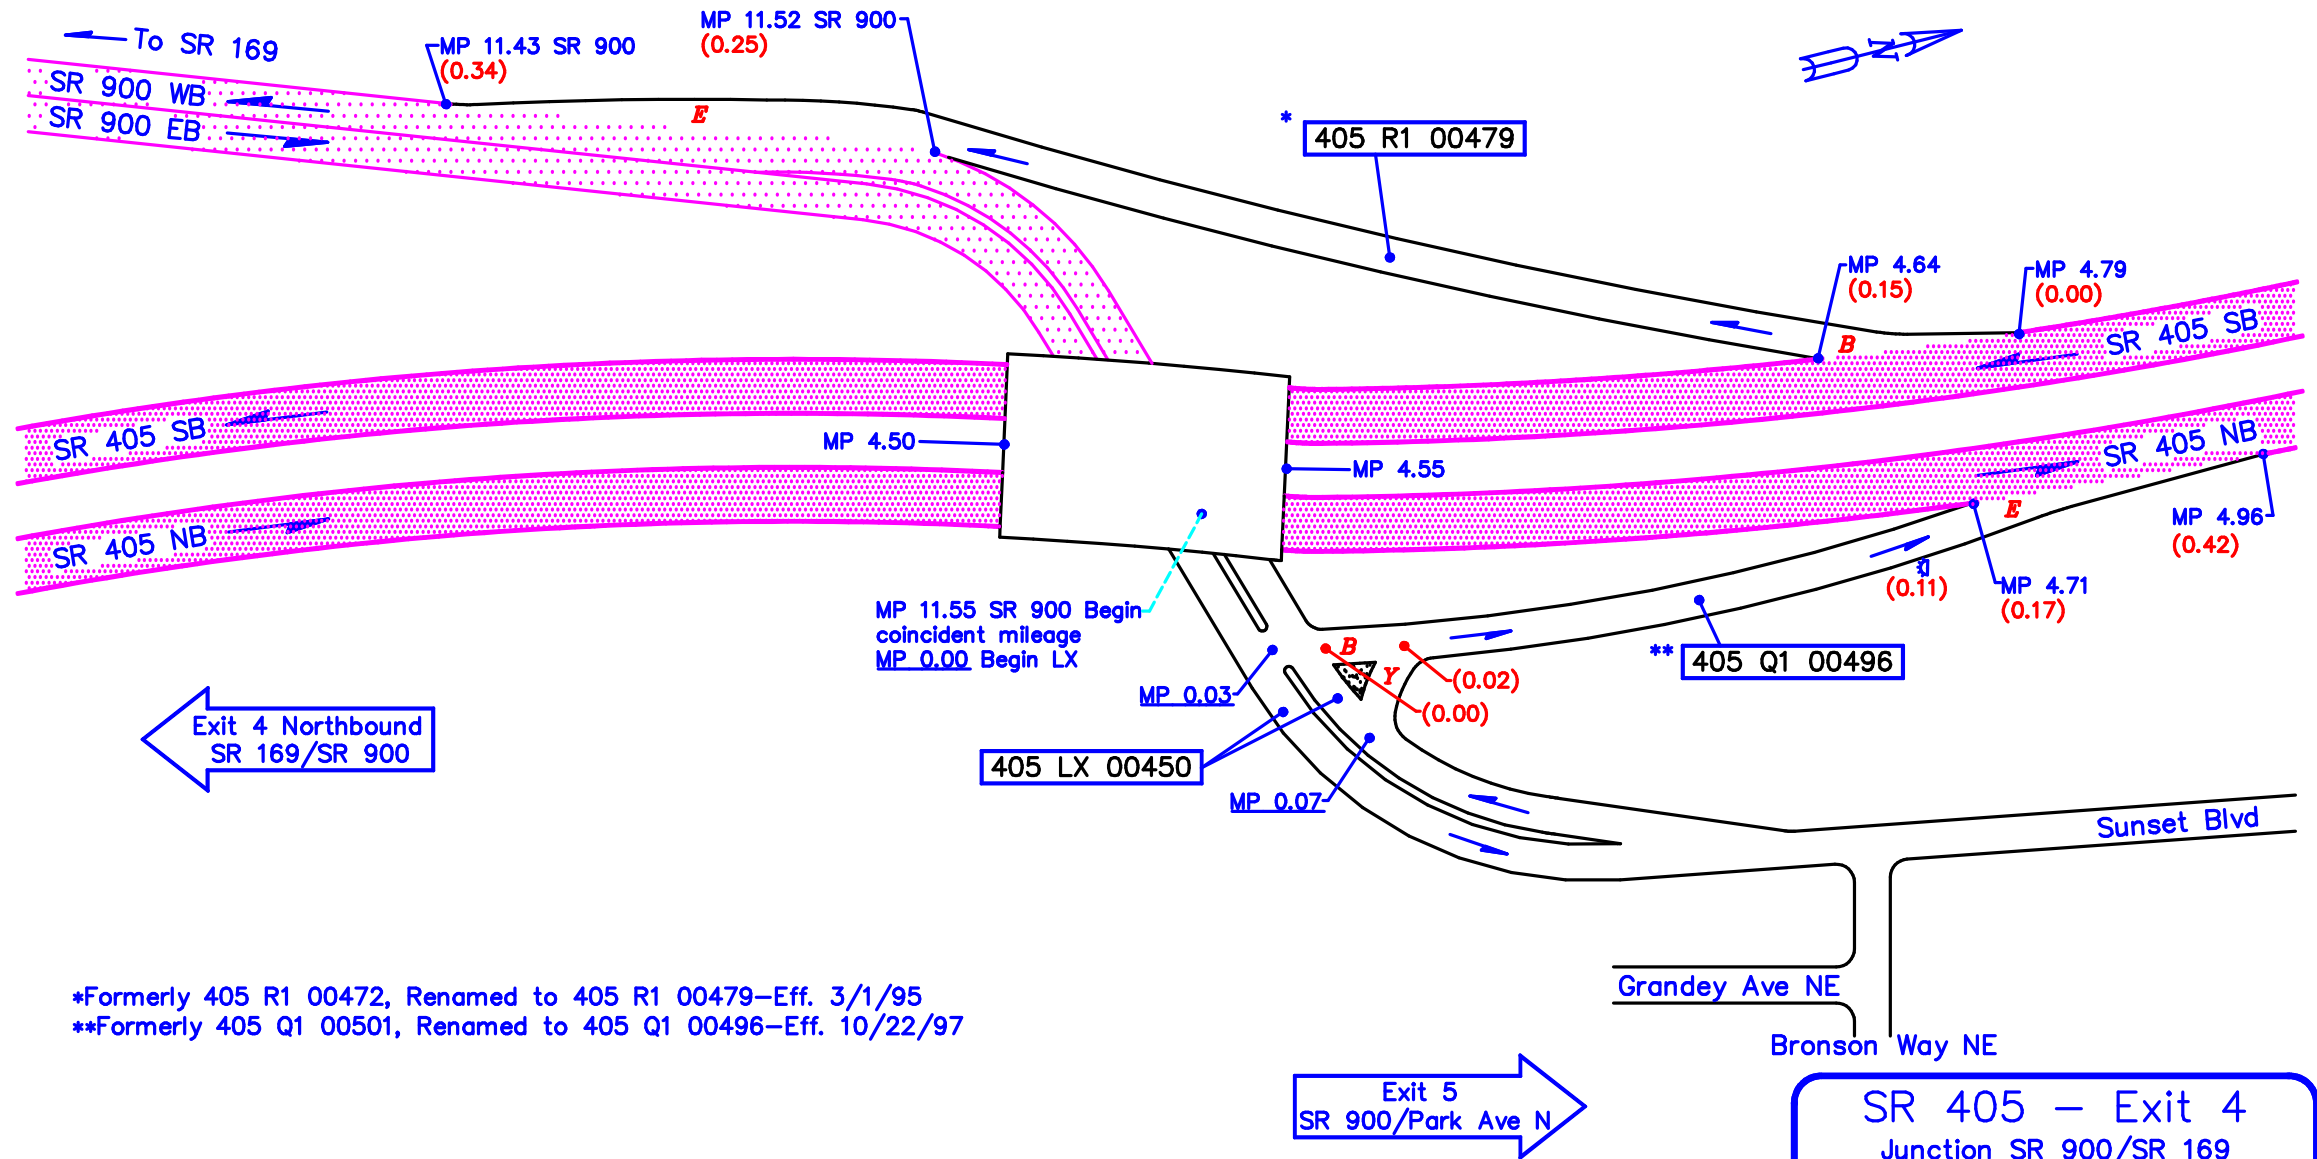 To SR 169
MP 11.43 SR 900
(0.34)
MP 11.52 SR 900
(0.25)
N
SR 900 WB
SR 900 EB
E
*
405 R1 00479
MP 4.64
(0.15)
MP 4.79
(0.00)
B
SR 405 SB
SR 405 NB
SR 405 SB
SR 405 NB
MP 4.50
MP 4.55
E
MP 4.96
(0.42)
(0.11)
MP 4.71
(0.17)
MP 11.55 SR 900 Begin
coincident mileage
MP 0.00 Begin LX
B
Y
(0.02)
(0.00)
** 405 Q1 00496
MP 0.03
Exit 4 Northbound
SR 169/SR 900
405 LX 00450
MP 0.07
Sunset Blvd
Grandey Ave NE
Bronson Way NE
*Formerly 405 R1 00472, Renamed to 405 R1 00479-Eff. 3/1/95
**Formerly 405 Q1 00501, Renamed to 405 Q1 00496-Eff. 10/22/97
Exit 5
SR 900/Park Ave N
SR 405 - Exit 4
Junction SR 900/SR 169